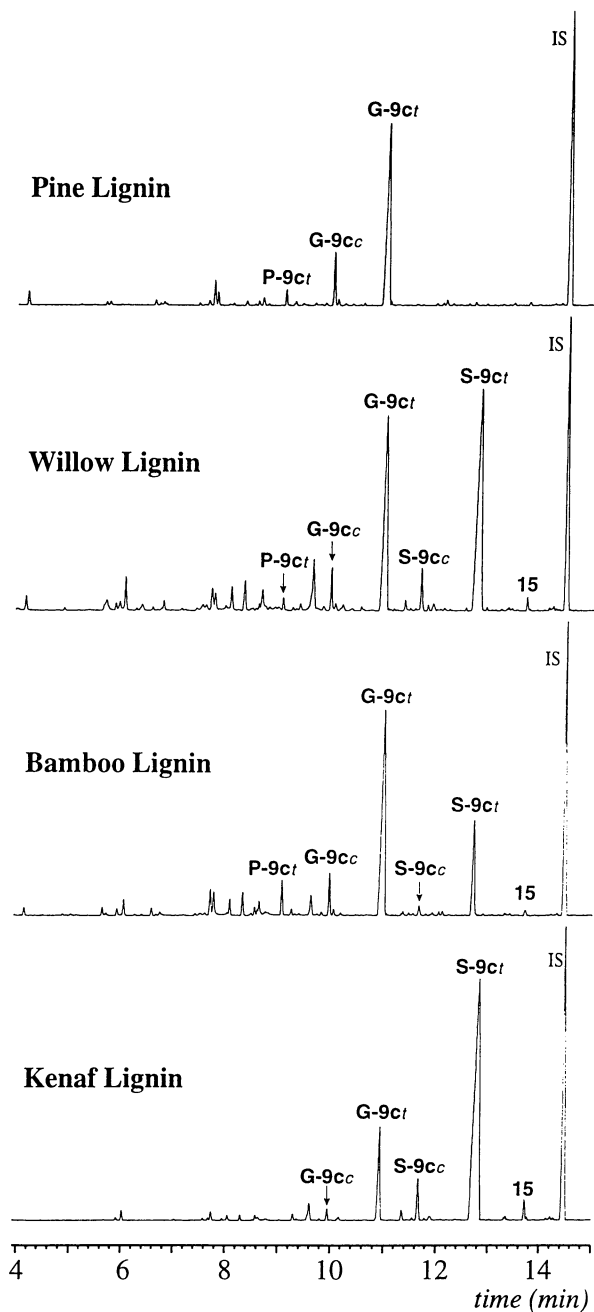 IS
G-9ct
Pine Lignin
G-9cc
P-9ct
IS
S-9ct
G-9ct
Willow Lignin
G-9cc
P-9ct
S-9cc
15
IS
G-9ct
Bamboo Lignin
S-9ct
G-9cc
P-9ct
S-9cc
15
IS
S-9ct
Kenaf Lignin
G-9ct
G-9cc
S-9cc
15
4 6 8 10 12 14
time (min)